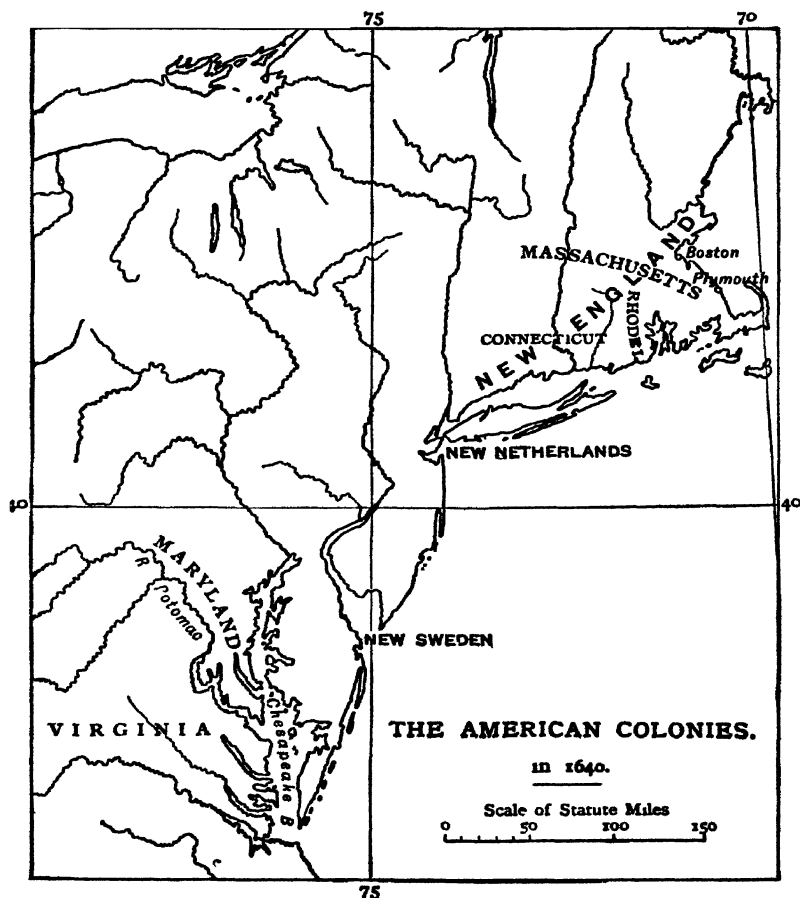 75
70
MASSACHUSETTS
Boston
Plymouth
NEW ENGLAND
RHODE I.
CONNECTICUT
NEW NETHERLANDS
40
40
MARYLAND
R Potomac
NEW SWEDEN
VIRGINIA
Chesapeake B
THE AMERICAN COLONIES.
in 1640.
Scale of Statute Miles
0 50 100 150
75